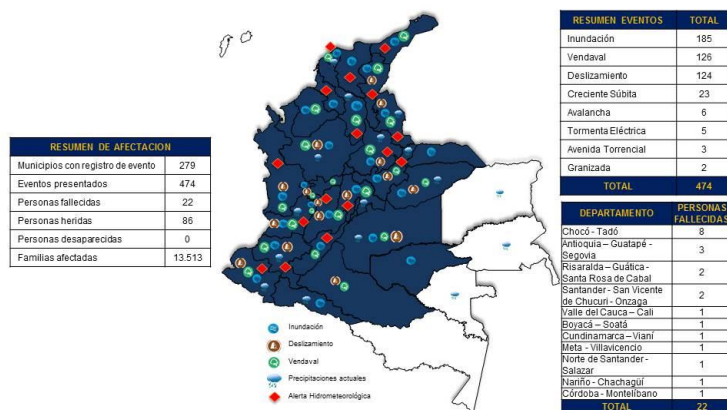 RESUMEN DE AFECTACION
Municipios con registro de evento 279
Eventos presentados 474
Personas fallecidas 22
Personas heridas 86
Personas desaparecidas 0
Familias afectadas 13.513
Inundación
Deslizamiento
Vendaval
Precipitaciones actuales
Alerta Hidrometeorológica
RESUMEN EVENTOS TOTAL
Inundación 185
Vendaval 126
Deslizamiento 124
Creciente Súbita 23
Avalancha 6
Tormenta Eléctrica 5
Avenida Torrencial 3
Granizada 2
TOTAL 474
DEPARTAMENTO PERSONAS
FALLECIDAS
Chocó - Tadó 8
Antioquia – Guatapé -
Segovia 3
Risaralda – Guática -
Santa Rosa de Cabal 2
Santander - San Vicente
de Chucuri - Onzaga 2
Valle del Cauca – Cali 1
Boyacá – Soatá 1
Cundinamarca – Vianí 1
Meta - Villavicencio 1
Norte de Santander -
Salazar 1
Nariño - Chachagüí 1
Córdoba - Montelíbano 1
TOTAL 22